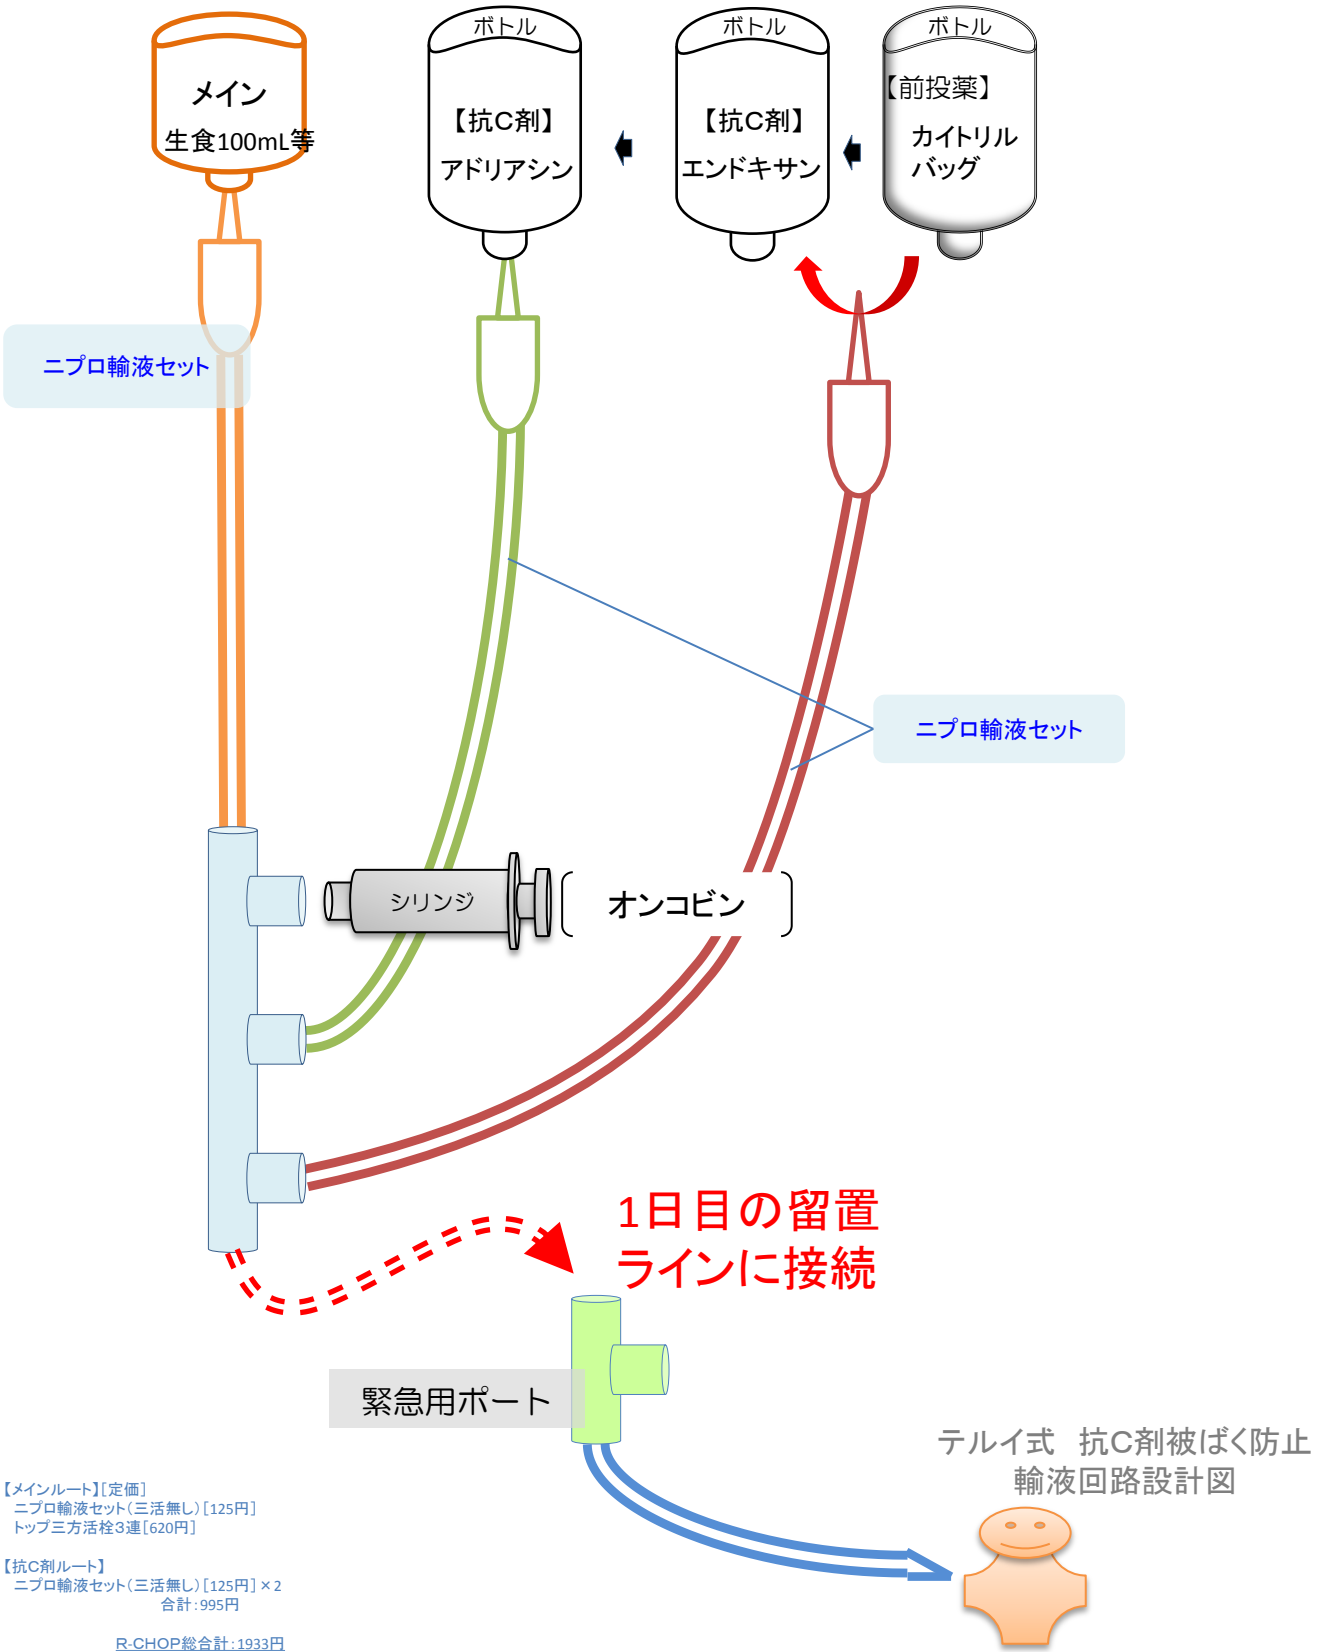 ボトル
ボトル
ボトル
メイン
生食100mL等
【抗C剤】
アドリアシン
【抗C剤】
エンドキサン
【前投薬】
カイトリル
バッグ
ニプロ輸液セット
ニプロ輸液セット
シリンジ
オンコビン
1日目の留置
ラインに接続
緊急用ポート
テルイ式　抗C剤被ばく防止
輸液回路設計図
【メインルート】［定価］
ニプロ輸液セット（三活無し）［125円］
トップ三方活栓3連［620円］
【抗C剤ルート】
ニプロ輸液セット（三活無し）［125円］×2
合計：995円
R-CHOP総合計：1933円